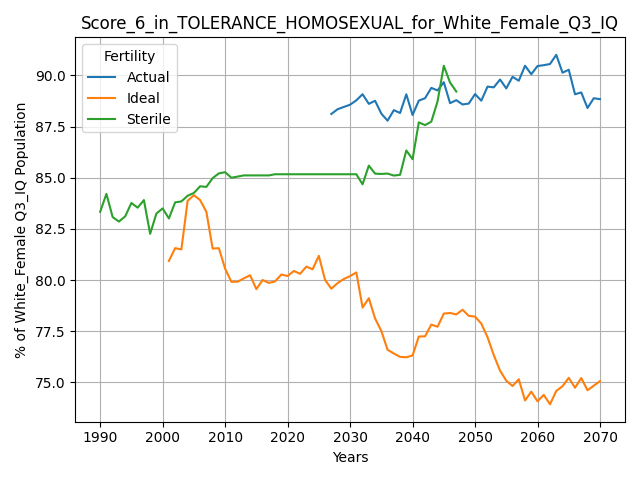 Score_6_in_TOLERANCE_HOMOSEXUAL_for_White_Female_Q3_IQ
Fertility
Actual
Ideal
Sterile
% of White_Female Q3_IQ Population
90.0
87.5
85.0
82.5
80.0
77.5
75.0
1990 2000 2010 2020 2030 2040 2050 2060 2070
Years